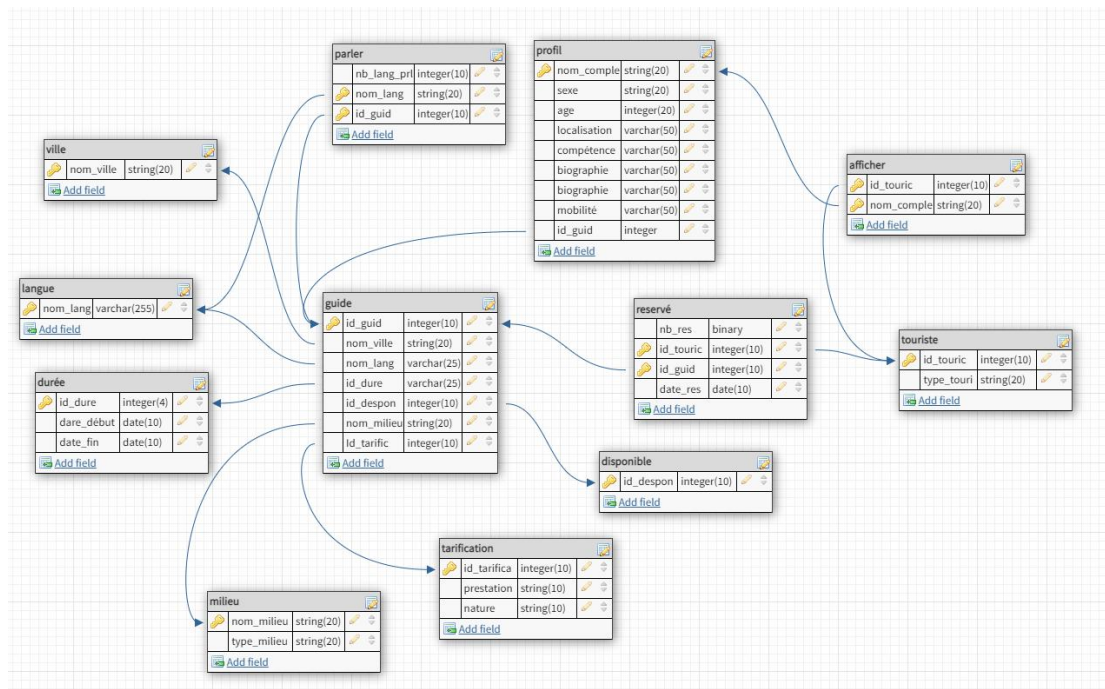 parler
nb_lang_prl integer(10)
nom_lang string(20)
id_guid integer(10)
Add field
profil
nom_comple string(20)
sexe string(20)
age integer(20)
localisation varchar(50)
compétence varchar(50)
biographie varchar(50)
biographie varchar(50)
mobilité varchar(50)
id_guid integer
Add field
ville
nom_ville string(20)
Add field
afficher
id_touric integer(10)
nom_comple string(20)
Add field
langue
nom_lang varchar(255)
Add field
guide
id_guid integer(10)
nom_ville string(20)
nom_lang varchar(25)
id_dure varchar(25)
id_despon integer(10)
nom_milieu string(20)
Id_tarific integer(10)
Add field
reservé
nb_res binary
id_touric integer(10)
id_guid integer(10)
date_res date(10)
Add field
touriste
id_touric integer(10)
type_touri string(20)
Add field
durée
id_dure integer(4)
dare_début date(10)
date_fin date(10)
Add field
disponible
id_despon integer(10)
Add field
tarification
id_tarifica integer(10)
prestation string(10)
nature string(10)
Add field
milieu
nom_milieu string(20)
type_milieu string(20)
Add field